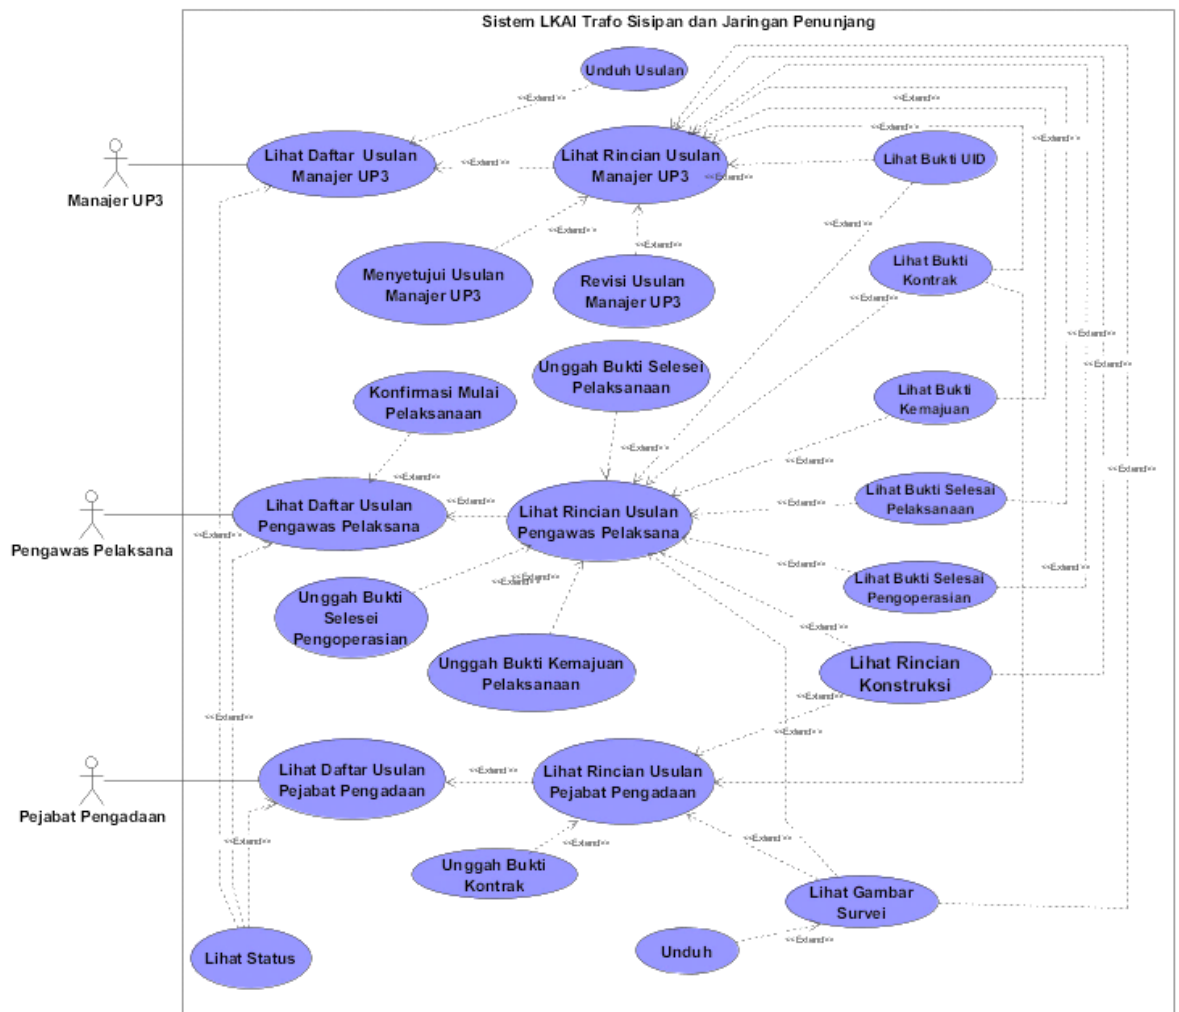 Sistem LKAI Trafo Sisipan dan Jaringan Penunjang
Unduh Usulan
<<Extend>>
<<Extend>>
<<Extend>>
Manajer UP3
Lihat Daftar Usulan
Manajer UP3
<<Extend>>
Lihat Rincian Usulan
Manajer UP3
<<Extend>>
Lihat Bukti UID
<<Extend>>
<<Extend>>
<<Extend>>
<<Extend>>
<<Extend>>
Menyetujui Usulan
Manajer UP3
Revisi Usulan
Manajer UP3
Lihat Bukti
Kontrak
<<Extend>>
<<Extend>>
<<Extend>>
Unggah Bukti Selesei
Pelaksanaan
Konfirmasi Mulai
Pelaksanaan
Lihat Bukti
Kemajuan
<<Extend>>
<<Extend>>
<<Extend>>
<<Extend>>
Pengawas Pelaksana
Lihat Daftar Usulan
Pengawas Pelaksana
<<Extend>>
Lihat Rincian Usulan
Pengawas Pelaksana
<<Extend>>
Lihat Bukti Selesai
Pelaksanaan
<<Extend>>
<<Extend>>
<<Extend>>
<<Extend>>
<<Extend>>
Lihat Bukti Selesai
Pengoperasian
Unggah Bukti
Selesei
Pengoperasian
<<Extend>>
Unggah Bukti Kemajuan
Pelaksanaan
Lihat Rincian
Konstruksi
<<Extend>>
<<Extend>>
<<Extend>>
Pejabat Pengadaan
Lihat Daftar Usulan
Pejabat Pengadaan
<<Extend>>
Lihat Rincian Usulan
Pejabat Pengadaan
<<Extend>>
<<Extend>>
<<Extend>>
Unggah Bukti
Kontrak
Lihat Gambar
Survei
Lihat Status
Unduh
<<Extend>>